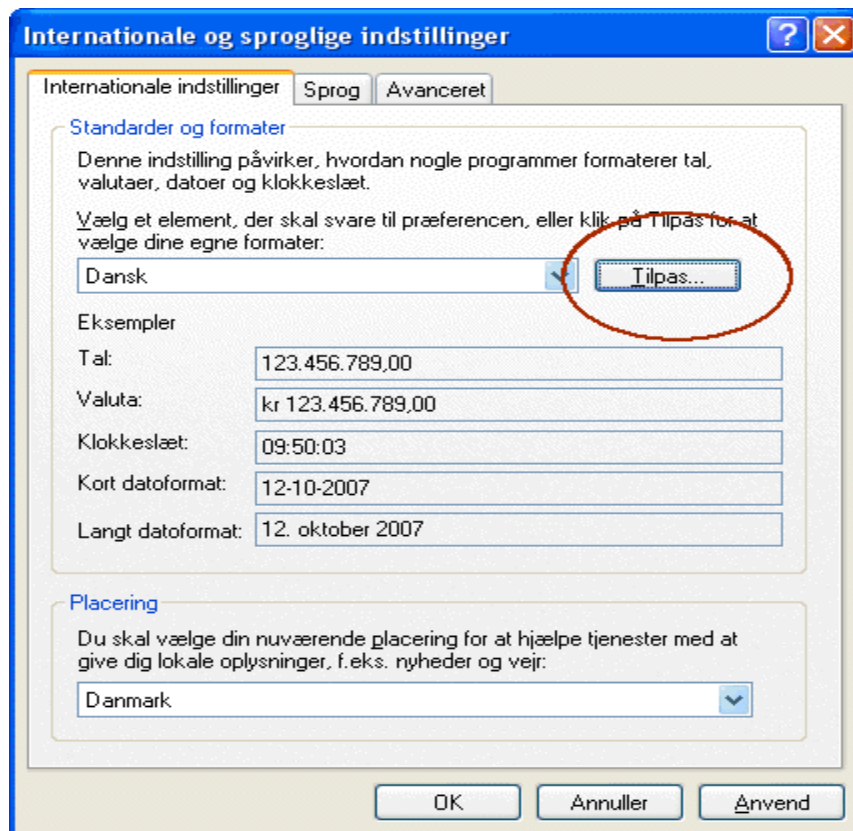 Internationale og sproglige indstillinger
Internationale indstillinger Sprog Avanceret
Standarder og formater
Denne indstilling påvirker, hvordan nogle programmer formaterer tal,
valutaer, datoer og klokkeslæt.
Vælg et element, der skal svare til præferencen, eller klik på Tilpas for at
vælge dine egne formater:
Dansk Tilpas...
Eksempler
Tal: 123.456.789,00
Valuta: kr 123.456.789,00
Klokkeslæt: 09:50:03
Kort datoformat: 12-10-2007
Langt datoformat: 12. oktober 2007
Placering
Du skal vælge din nuværende placering for at hjælpe tjenester med at
give dig lokale oplysninger, f.eks. nyheder og vejr:
Danmark
OK Annuller Anvend